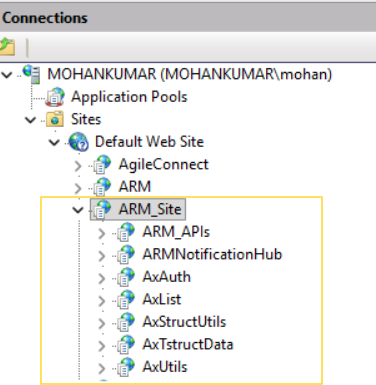 Connections
MOHANKUMAR (MOHANKUMAR\mohan)
Application Pools
Sites
Default Web Site
AgileConnect
ARM
ARM_Site
ARM_APIs
ARMNotificationHub
AxAuth
AxList
AxStructUtils
AxTstructData
AxUtils